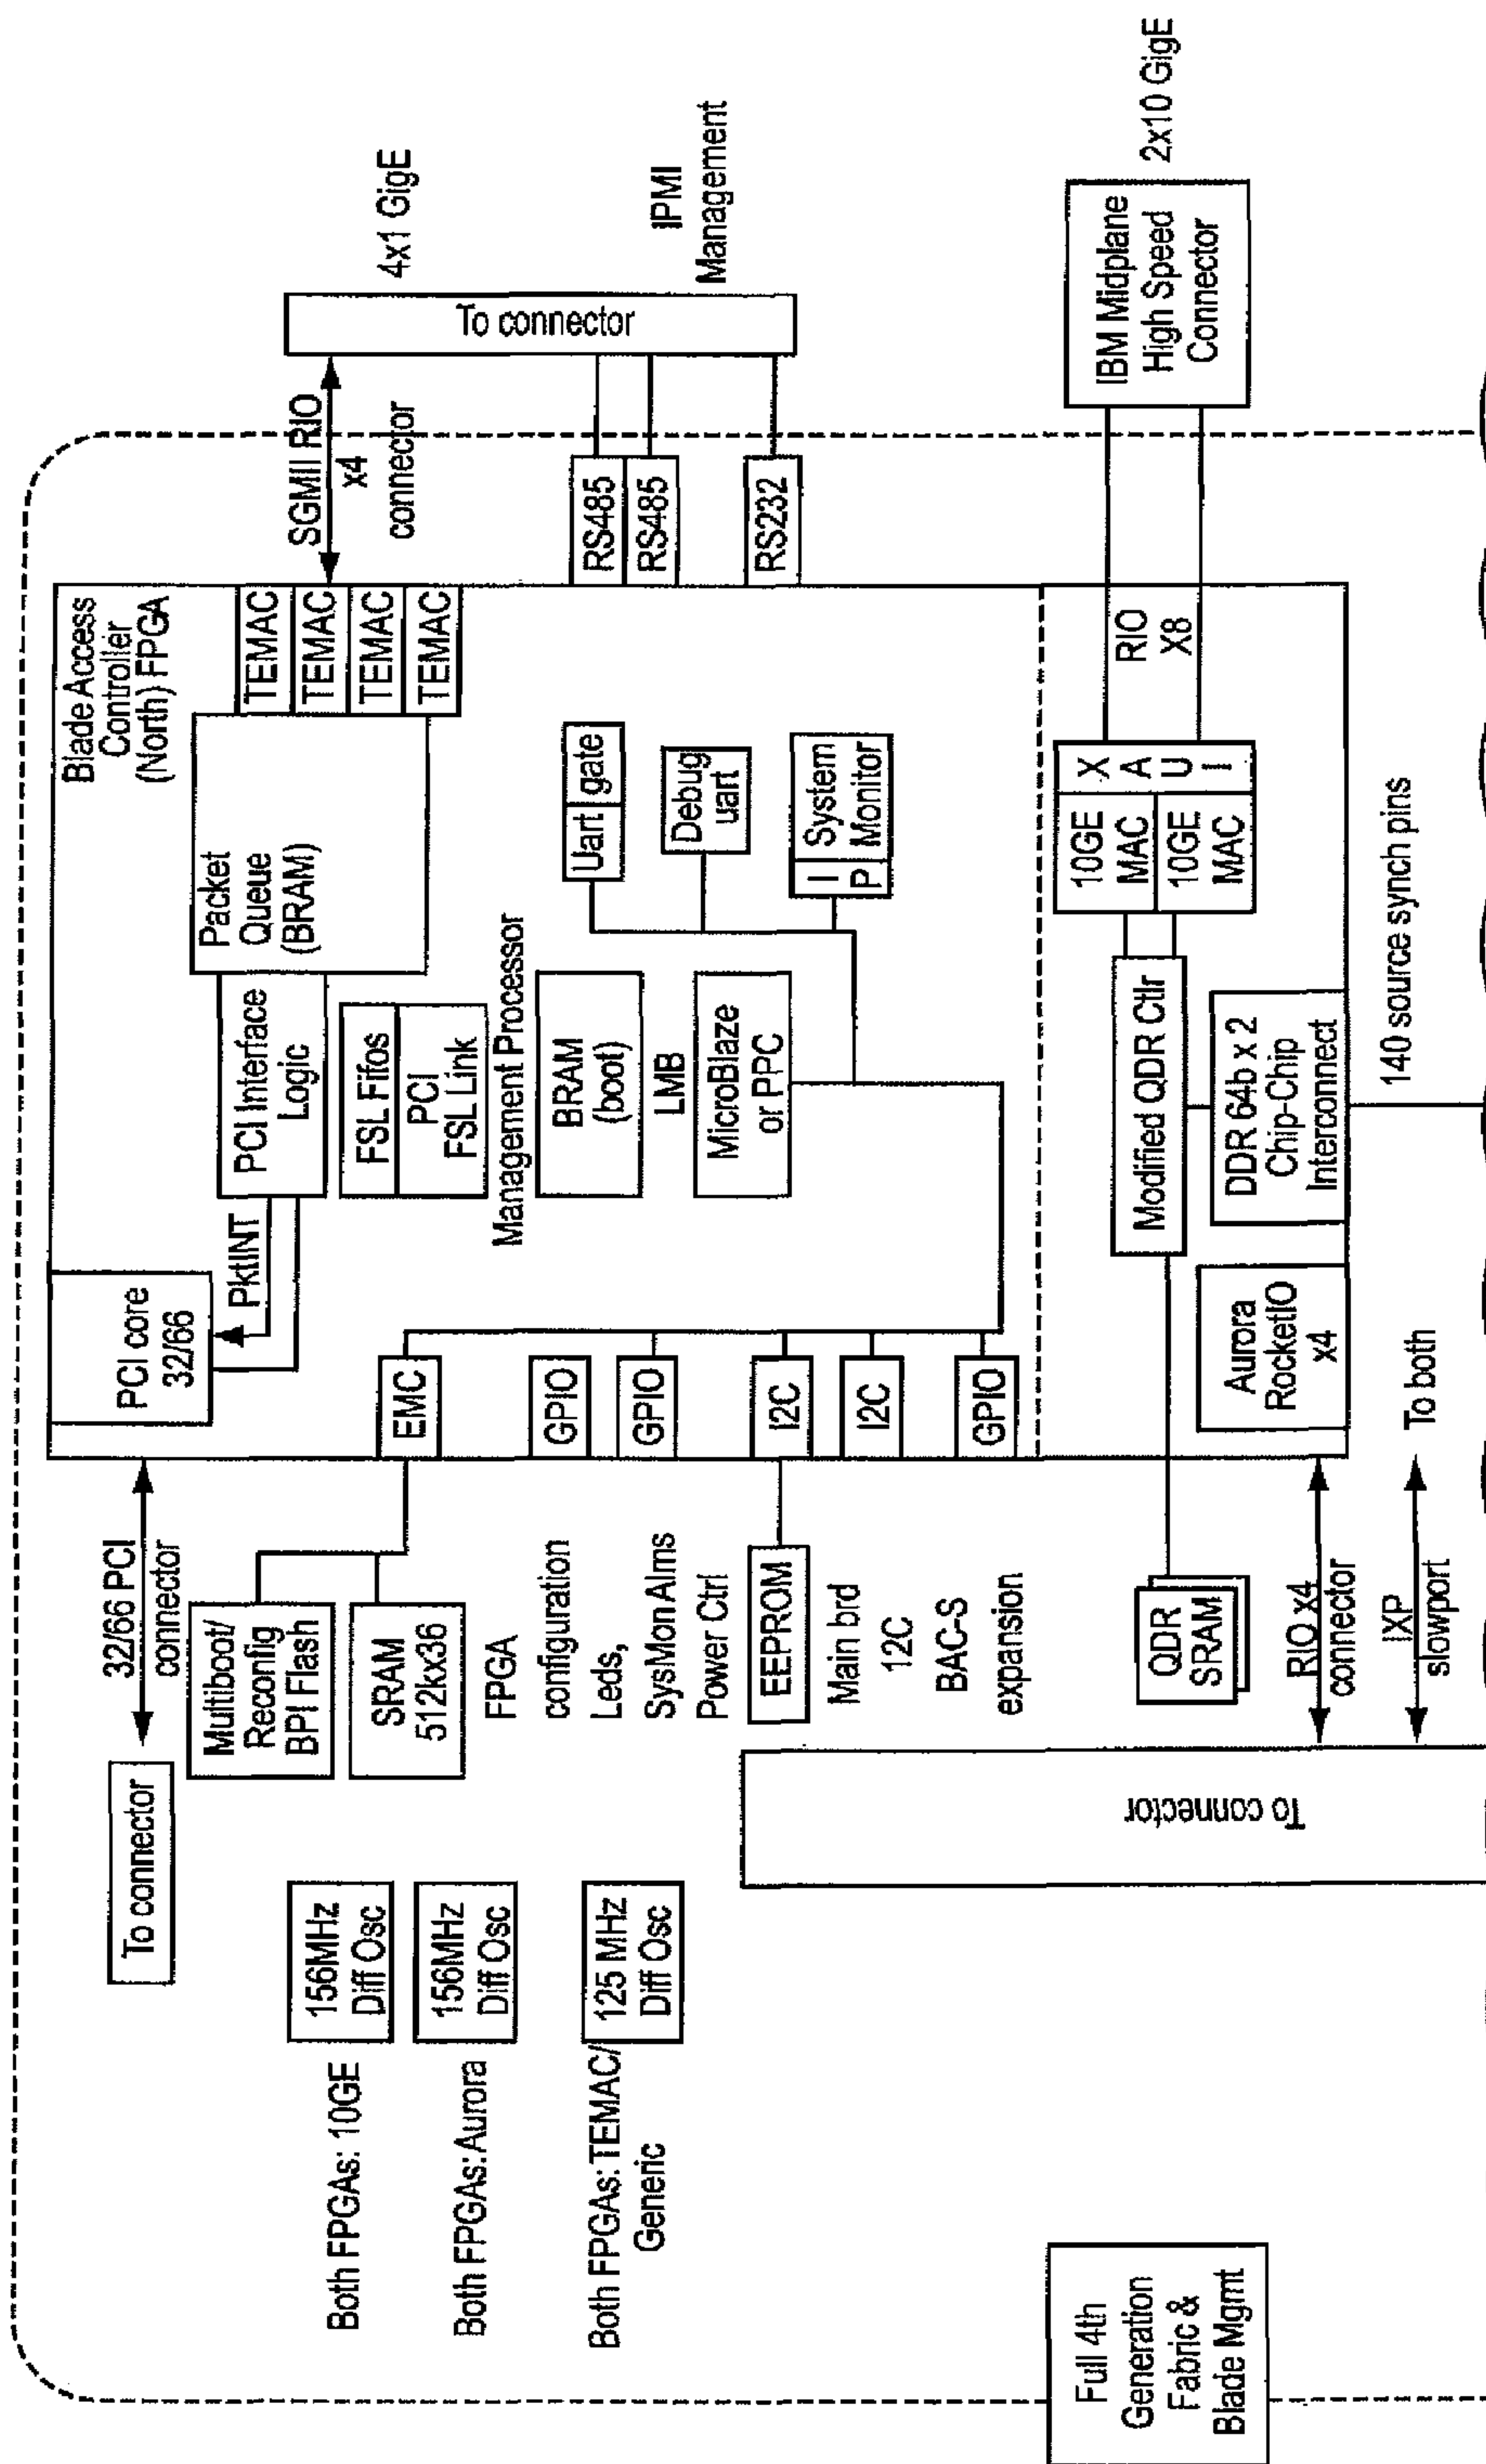 Full 4th
Generation
Fabric &
Blade Mgmt
Both FPGAs: 10GE
156MHz
Diff Osc
Both FPGAs: Aurora
156MHz
Diff Osc
Both FPGAs: TEMAC/
Generic
125 MHz
Diff Osc
To connector
32/66 PCI
connector
Multiboot/
Reconfig
BPI Flash
SRAM
512kx36
FPGA
configuration
Leds,
SysMon Alms
Power Ctrl
EEPROM
Main brd
12C
BAC-S
expansion
QDR
SRAM
RIO x4
connector
IXP
slowport
To both
To connector
Blade Access
Controller
(North) FPGA
PCI core
32/66
PktINT
PCI Interface
Logic
Packet
Queue
(BRAM)
TEMAC
TEMAC
TEMAC
TEMAC
FSL Fifos
PCI
FSL Link
Management Processor
BRAM
(boot)
LMB
MicroBlaze
or PPC
EMC
GPIO
GPIO
I2C
I2C
GPIO
Uart
gate
Debug
uart
I
P
System
Monitor
SGMII RIO
x4
connector
RS485
RS485
RS232
To connector
4x1 GigE
IPMI
Management
Modified QDR Ctlr
10GE
MAC
10GE
MAC
X
A
U
I
RIO
X8
IBM Midplane
High Speed
Connector
2x10 GigE
Aurora
RocketIO
x4
DDR 64b x 2
Chip-Chip
Interconnect
140 source synch pins